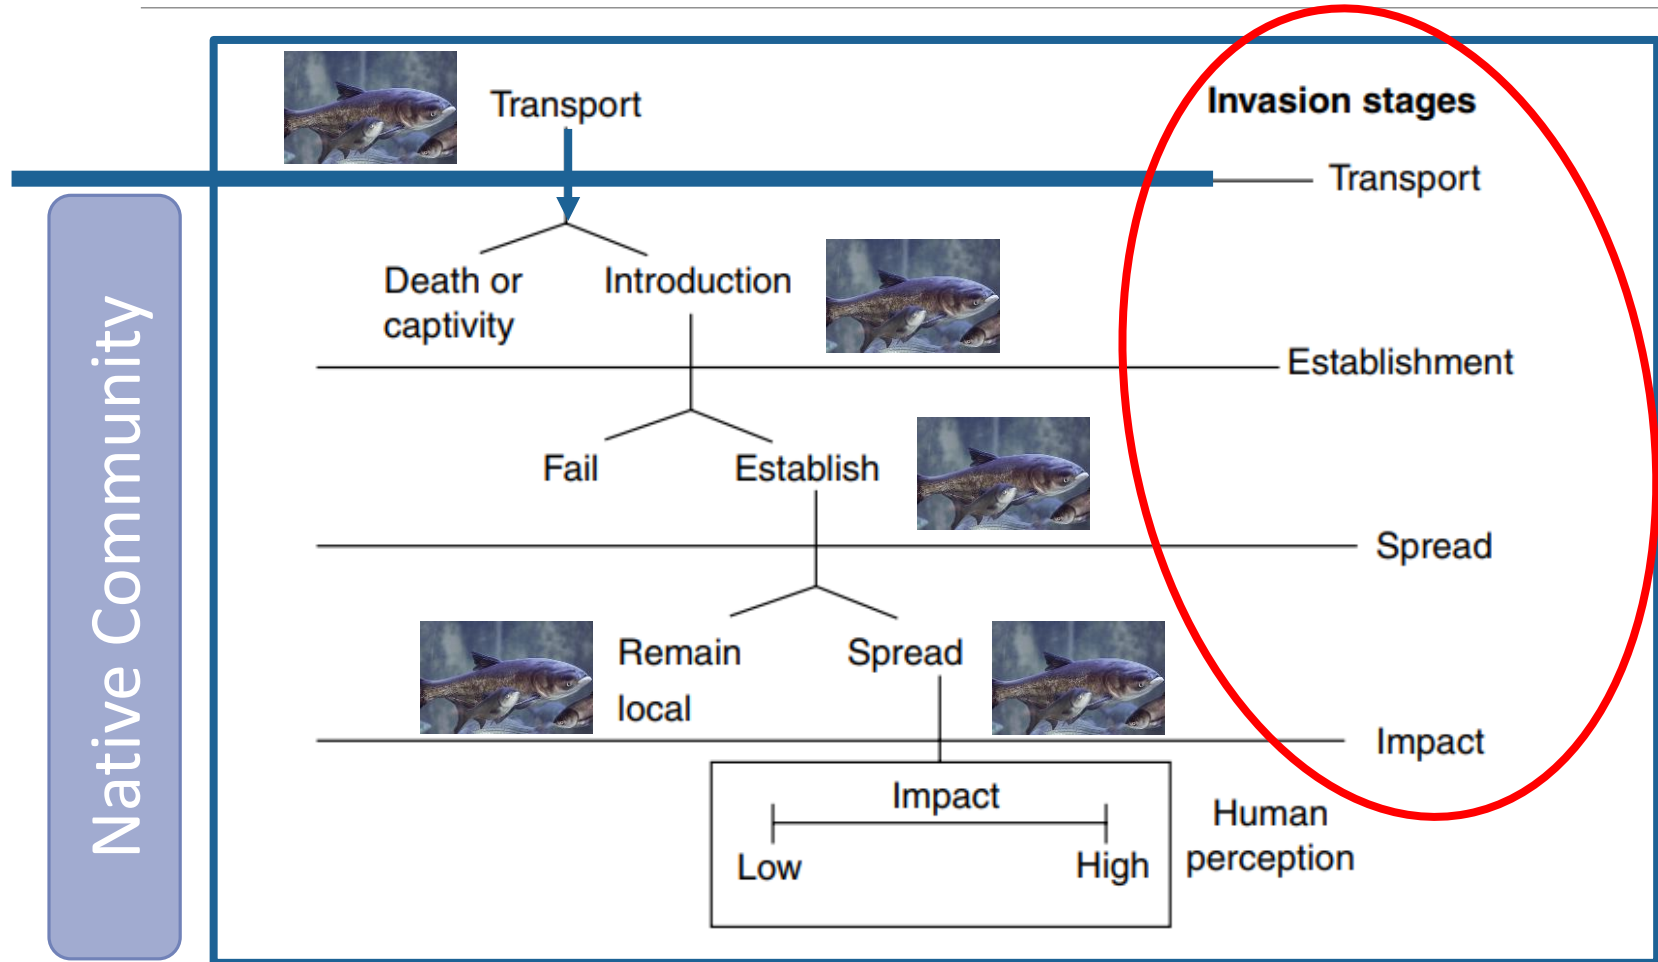 Transport
Invasion stages
Transport
Native Community
Death or
captivity
Introduction
Establishment
Fail
Establish
Spread
Remain
local
Spread
Impact
Impact
Low
High
Human
perception